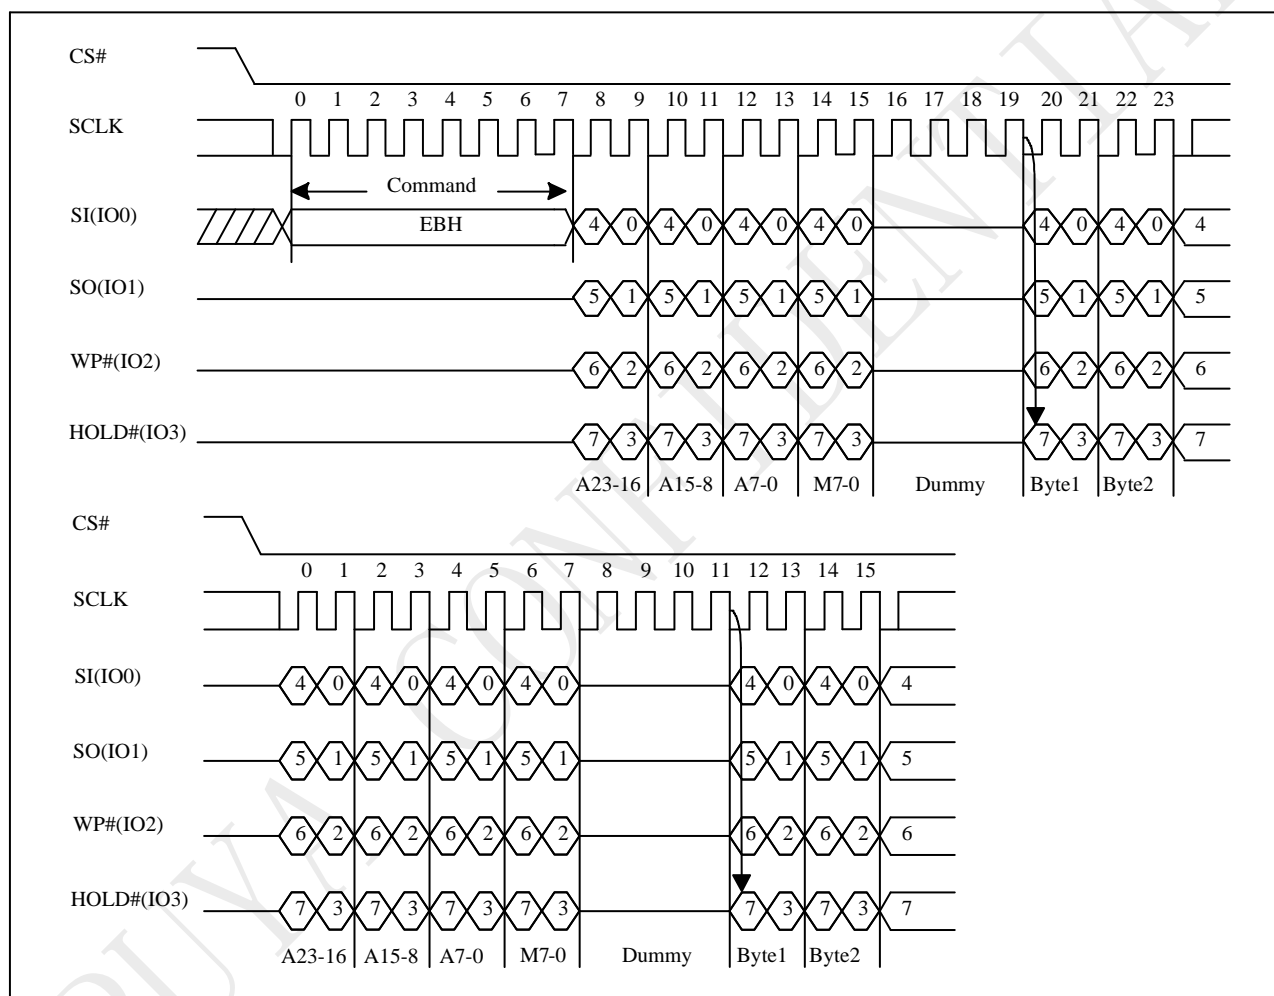 CS#
0 1 2 3 4 5 6 7 8 9 10 11 12 13 14 15 16 17 18 19 20 21 22 23
SCLK
Command
SI(IO0) EBH 4 0 4 0 4 0 4 0 4 0 4 0 4
SO(IO1) 5 1 5 1 5 1 5 1 5 1 5 1 5
WP#(IO2) 6 2 6 2 6 2 6 2 6 2 6 2 6
HOLD#(IO3) 7 3 7 3 7 3 7 3 7 3 7 3 7
A23-16 A15-8 A7-0 M7-0 Dummy Byte1 Byte2
CS#
0 1 2 3 4 5 6 7 8 9 10 11 12 13 14 15
SCLK
SI(IO0) 4 0 4 0 4 0 4 0 4 0 4 0 4
SO(IO1) 5 1 5 1 5 1 5 1 5 1 5 1 5
WP#(IO2) 6 2 6 2 6 2 6 2 6 2 6 2 6
HOLD#(IO3) 7 3 7 3 7 3 7 3 7 3 7 3 7
A23-16 A15-8 A7-0 M7-0 Dummy Byte1 Byte2
PUYA CONFIDENTIAL